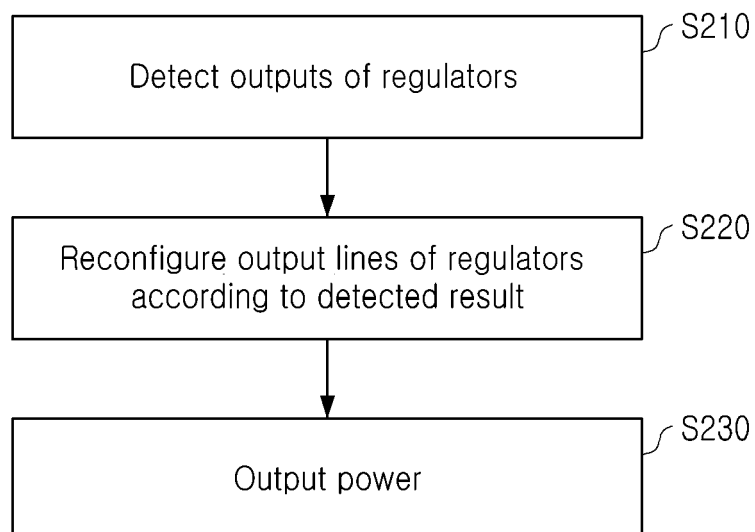 S210
Detect outputs of regulators
S220
Reconfigure output lines of regulators
according to detected result
S230
Output power